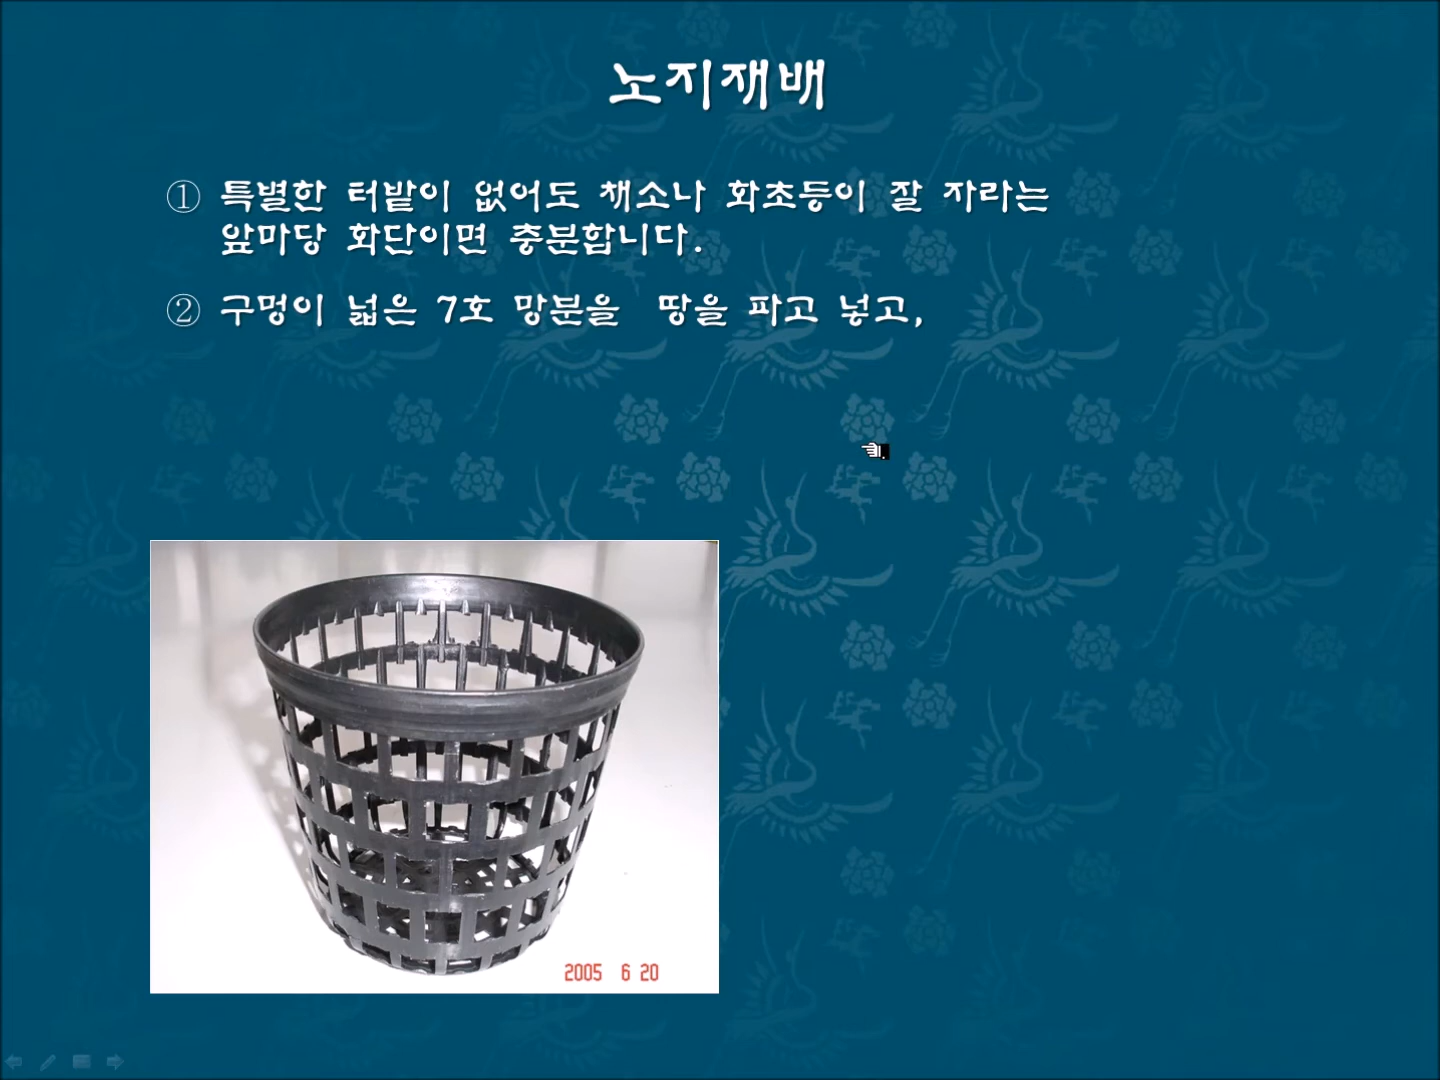 노지재배
① 특별한 터밭이 없어도 채소나 화초등이 잘 자라는
앞마당 화단이면 충분합니다.
② 구멍이 넓은 7호 망분을 땅을 파고 넣고,
2005 6 20